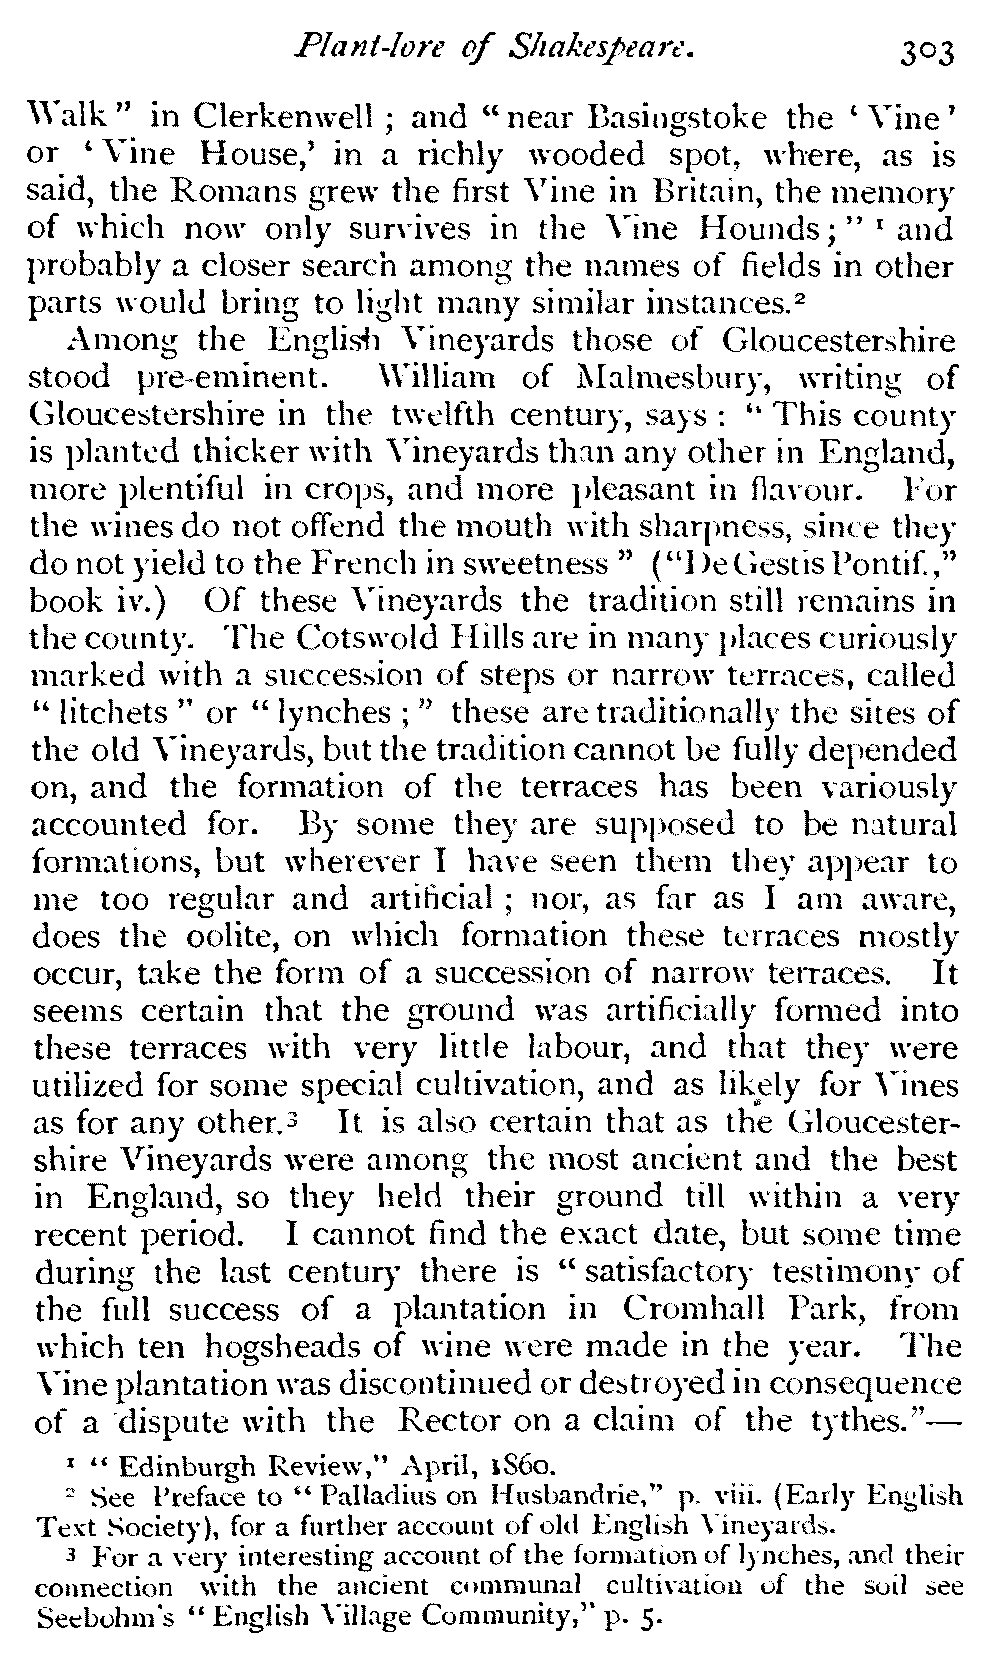 Plant-lore of Shakespeare. 303
Walk" in Clerkenwell ; and "near Basingstoke the 'Vine'
or 'Vine House,' in a richly wooded spot, where, as is
said, the Romans grew the first Vine in Britain, the memory
of which now only survives in the Vine Hounds;" ¹ and
probably a closer search among the names of fields in other
parts would bring to light many similar instances.²
Among the English Vineyards those of Gloucestershire
stood pre-eminent. William of Malmesbury, writing of
Gloucestershire in the twelfth century, says : "This county
is planted thicker with Vineyards than any other in England,
more plentiful in crops, and more pleasant in flavour. For
the wines do not offend the mouth with sharpness, since they
do not yield to the French in sweetness" ("De Gestis Pontif.,"
book iv.) Of these Vineyards the tradition still remains in
the county. The Cotswold Hills are in many places curiously
marked with a succession of steps or narrow terraces, called
"litchets" or "lynches ;" these are traditionally the sites of
the old Vineyards, but the tradition cannot be fully depended
on, and the formation of the terraces has been variously
accounted for. By some they are supposed to be natural
formations, but wherever I have seen them they appear to
me too regular and artificial ; nor, as far as I am aware,
does the oolite, on which formation these terraces mostly
occur, take the form of a succession of narrow terraces. It
seems certain that the ground was artificially formed into
these terraces with very little labour, and that they were
utilized for some special cultivation, and as likely for Vines
as for any other.³ It is also certain that as the Gloucester-
shire Vineyards were among the most ancient and the best
in England, so they held their ground till within a very
recent period. I cannot find the exact date, but some time
during the last century there is "satisfactory testimony of
the full success of a plantation in Cromhall Park, from
which ten hogsheads of wine were made in the year. The
Vine plantation was discontinued or destroyed in consequence
of a dispute with the Rector on a claim of the tythes."—
¹ "Edinburgh Review," April, 1860.
² See Preface to "Palladius on Husbandrie," p. viii. (Early English
Text Society), for a further account of old English Vineyards.
³ For a very interesting account of the formation of lynches, and their
connection with the ancient communal cultivation of the soil see
Seebohm's "English Village Community," p. 5.